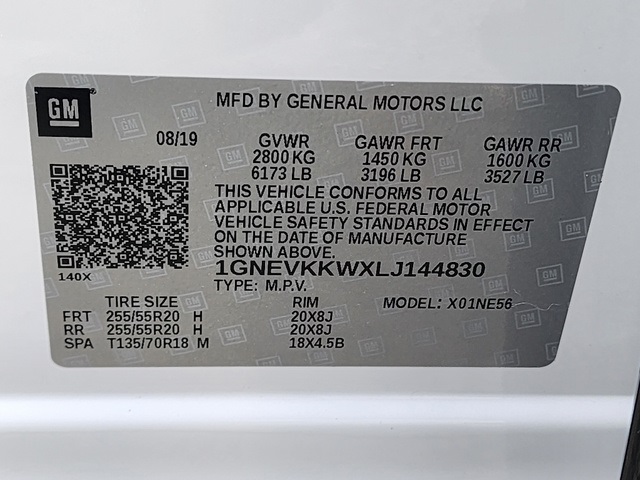 GM
MFD BY GENERAL MOTORS LLC
08/19 GVWR GAWR FRT GAWR RR
2800 KG 1450 KG 1600 KG
6173 LB 3196 LB 3527 LB
THIS VEHICLE CONFORMS TO ALL
APPLICABLE U.S. FEDERAL MOTOR
VEHICLE SAFETY STANDARDS IN EFFECT
ON THE DATE OF MANUFACTURE
SHOWN ABOVE.
140X 1GNEVKKWXLJ144830
TYPE: M.P.V.
TIRE SIZE RIM MODEL: X01NE56
FRT 255/55R20 H 20X8J
RR 255/55R20 H 20X8J
SPA T135/70R18 M 18X4.5B